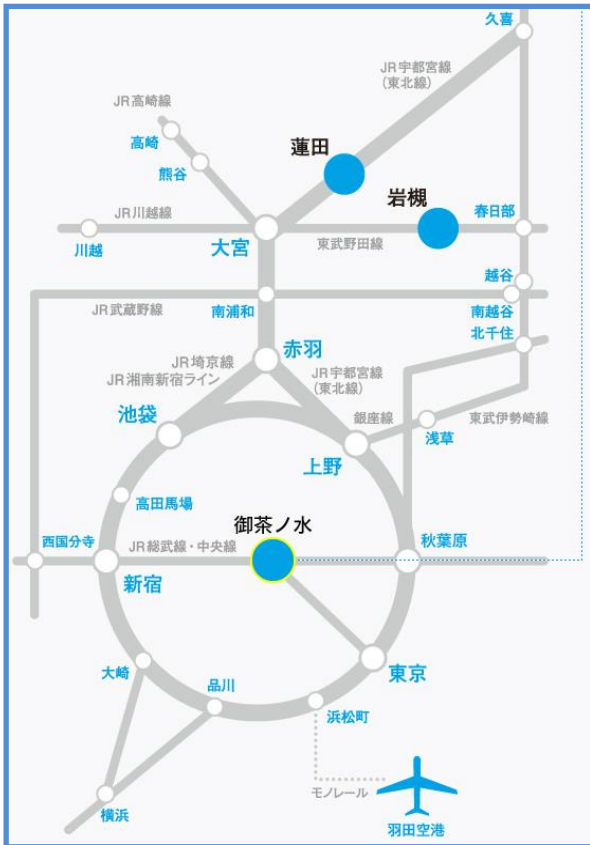 久喜
JR宇都宮線
(東北線)
JR高崎線
高崎
蓮田
熊谷
岩槻
JR川越線
春日部
川越
大宮
東武野田線
越谷
JR武蔵野線
南浦和
南越谷
北千住
赤羽
JR埼京線
JR湘南新宿ライン
JR宇都宮線
(東北線)
池袋
銀座線
東武伊勢崎線
浅草
上野
高田馬場
御茶ノ水
西国分寺
JR総武線・中央線
秋葉原
新宿
大崎
東京
品川
浜松町
モノレール
横浜
羽田空港